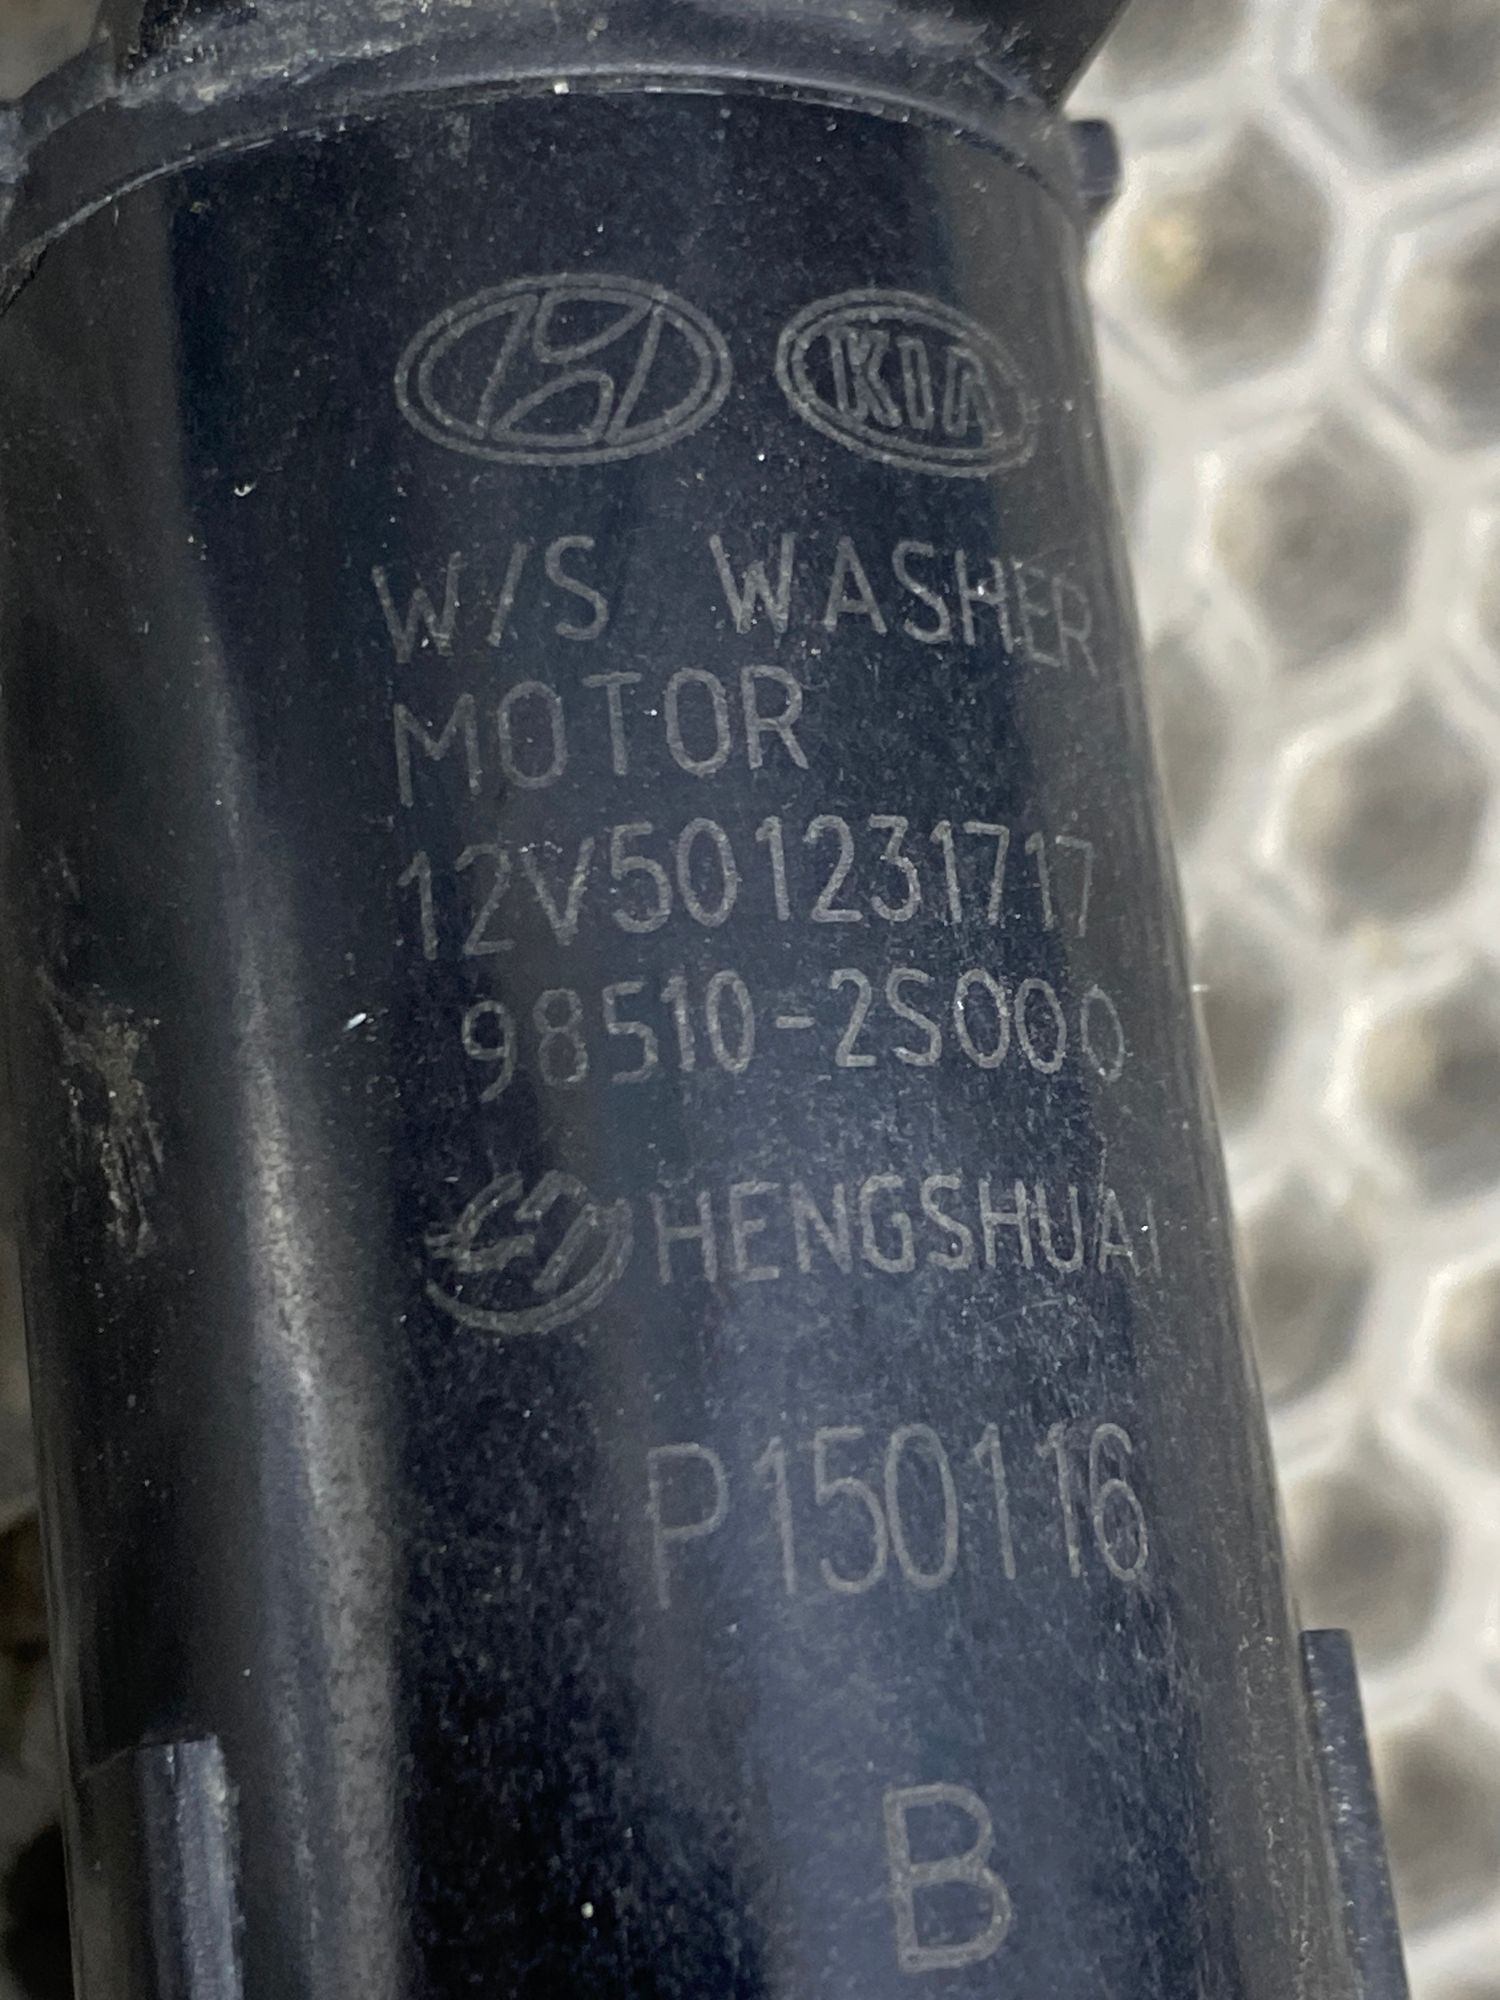 KIA
W/S WASHER
MOTOR
12V501231717
98510-2S000
HENGSHUAI
P150116
B